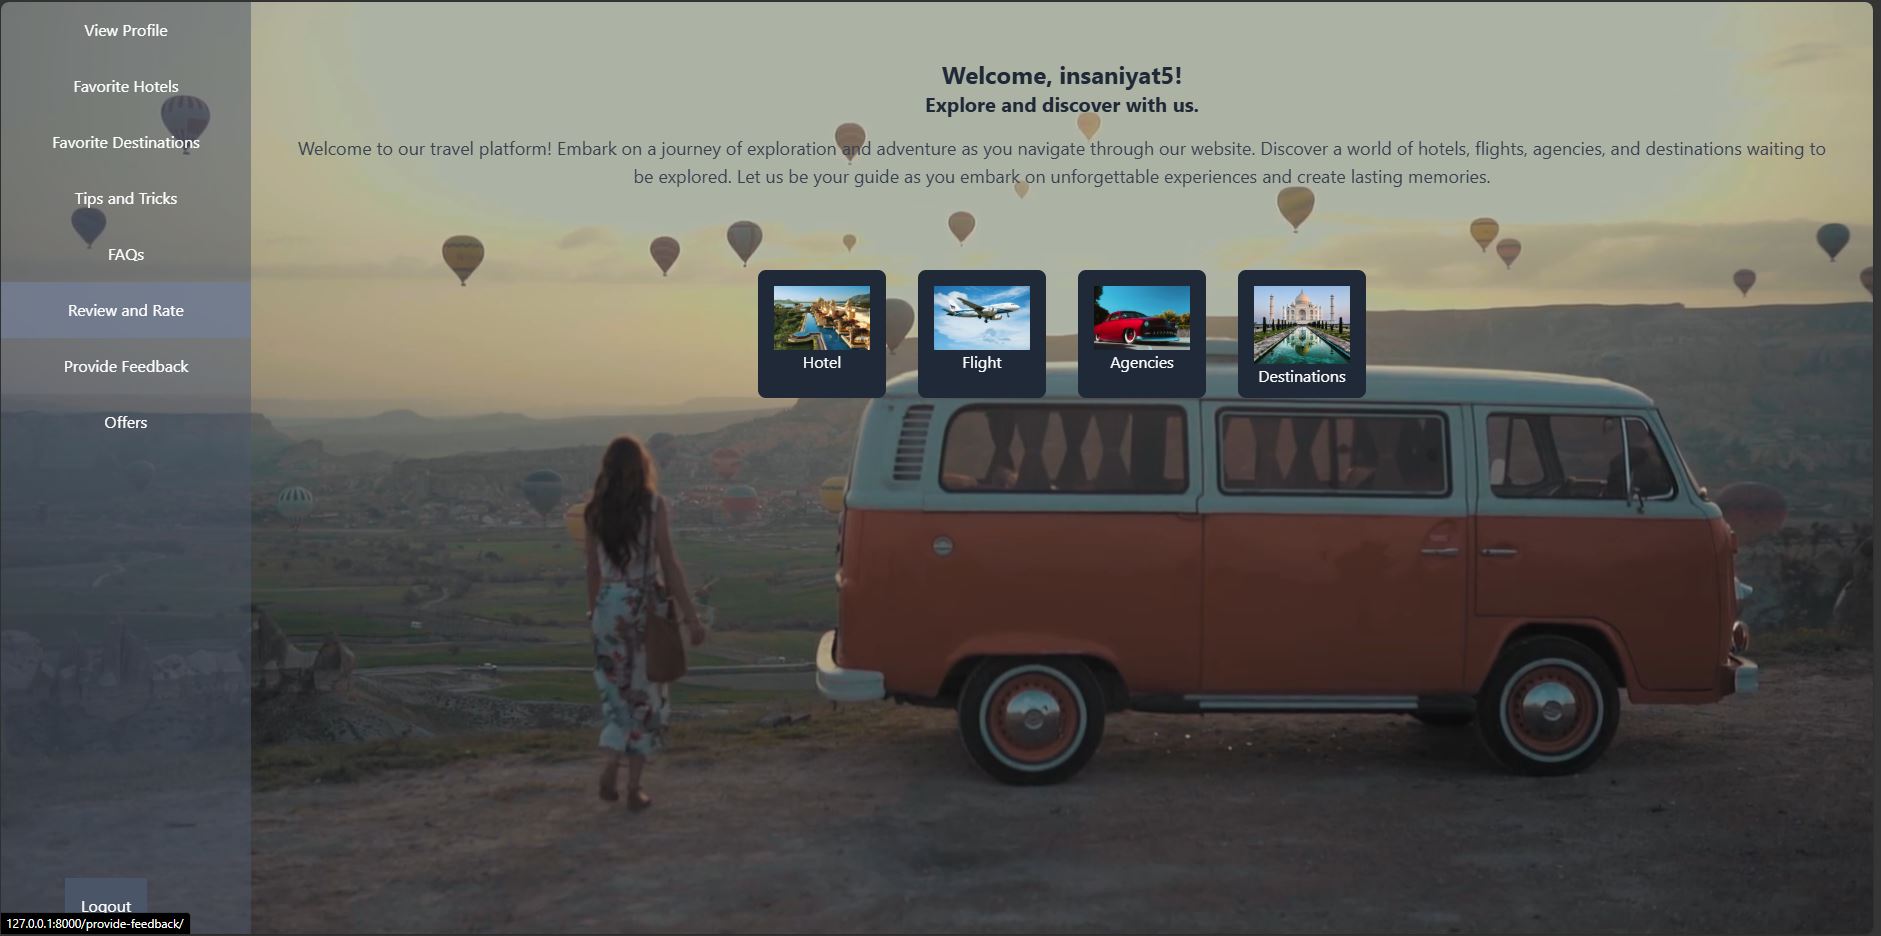 View Profile
Favorite Hotels
Favorite Destinations
Tips and Tricks
FAQs
Review and Rate
Provide Feedback
Offers
Logout
127.0.0.1:8000/provide-feedback/
Welcome, insaniyat5!
Explore and discover with us.
Welcome to our travel platform! Embark on a journey of exploration and adventure as you navigate through our website. Discover a world of hotels, flights, agencies, and destinations waiting to
be explored. Let us be your guide as you embark on unforgettable experiences and create lasting memories.
Hotel
Flight
Agencies
Destinations